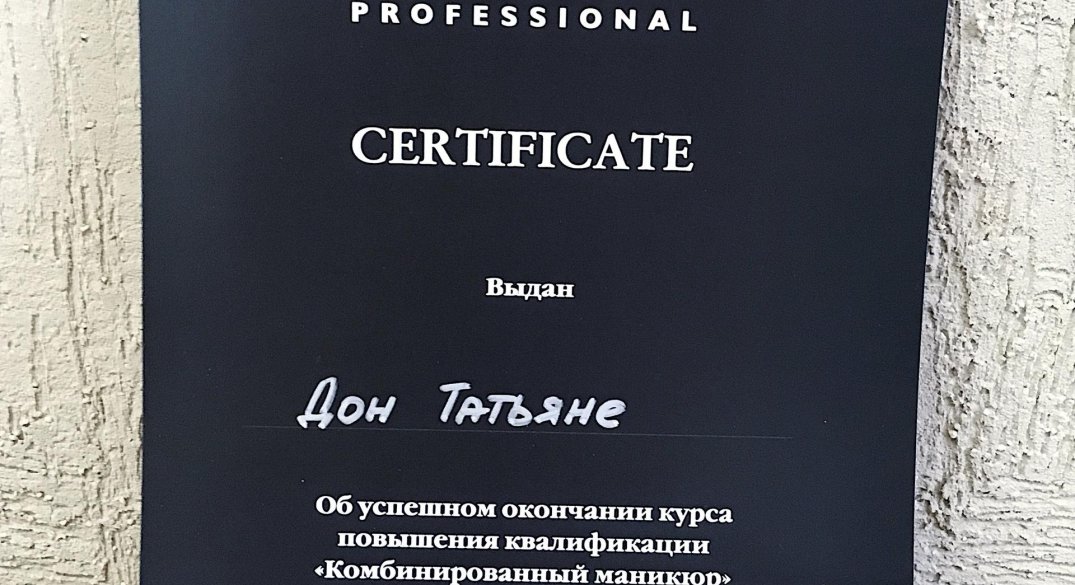 PROFESSIONAL
CERTIFICATE
Выдан
Дон Татьяне
Об успешном окончании курса
повышения квалификации
«Комбинированный маникюр»